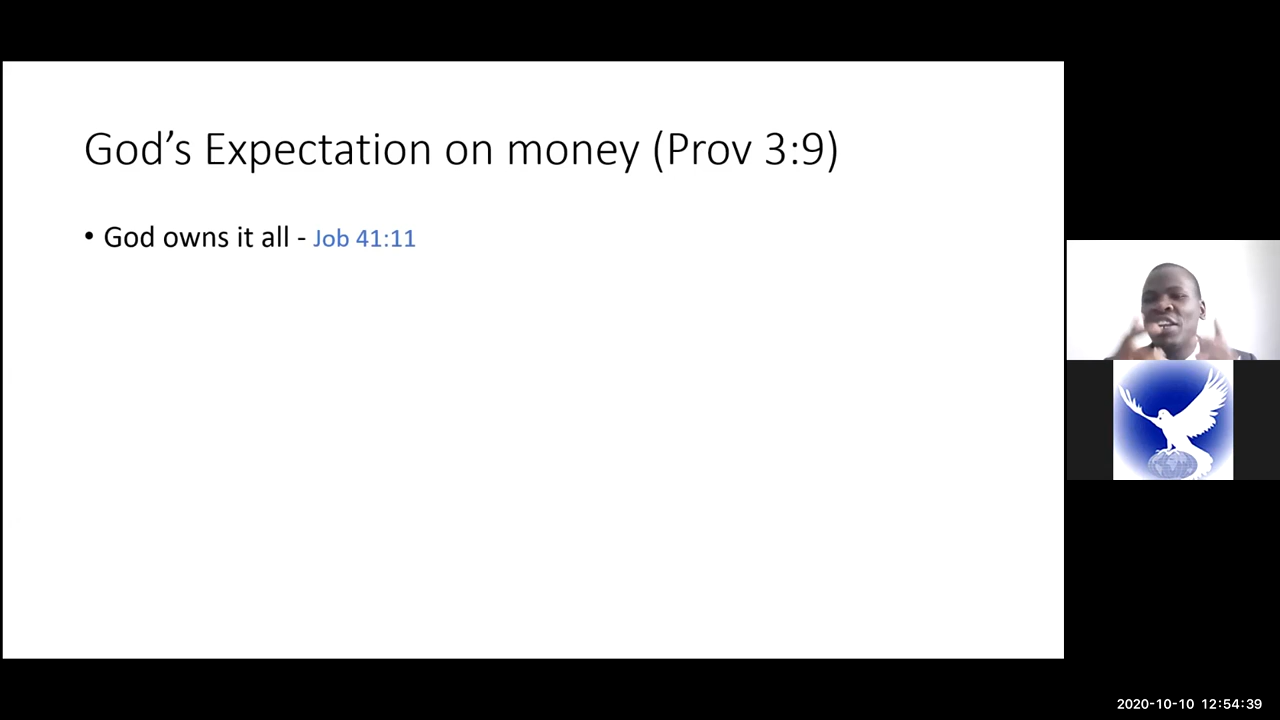 God’s Expectation on money (Prov 3:9)
• God owns it all - Job 41:11
2020-10-10 12:54:39